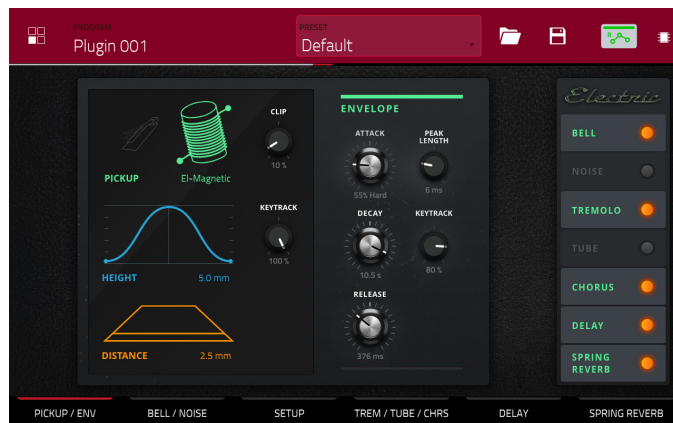 PROGRAM
PRESET
Plugin 001
Default
Electric
CLIP
10 %
PICKUP
El-Magnetic
KEYTRACK
100 %
HEIGHT
5.0 mm
DISTANCE
2.5 mm
ENVELOPE
ATTACK
PEAK
LENGTH
55% Hard
6 ms
DECAY
KEYTRACK
10.5 s
80 %
RELEASE
376 ms
BELL
NOISE
TREMOLO
TUBE
CHORUS
DELAY
SPRING
REVERB
PICKUP / ENV
BELL / NOISE
SETUP
TREM / TUBE / CHRS
DELAY
SPRING REVERB